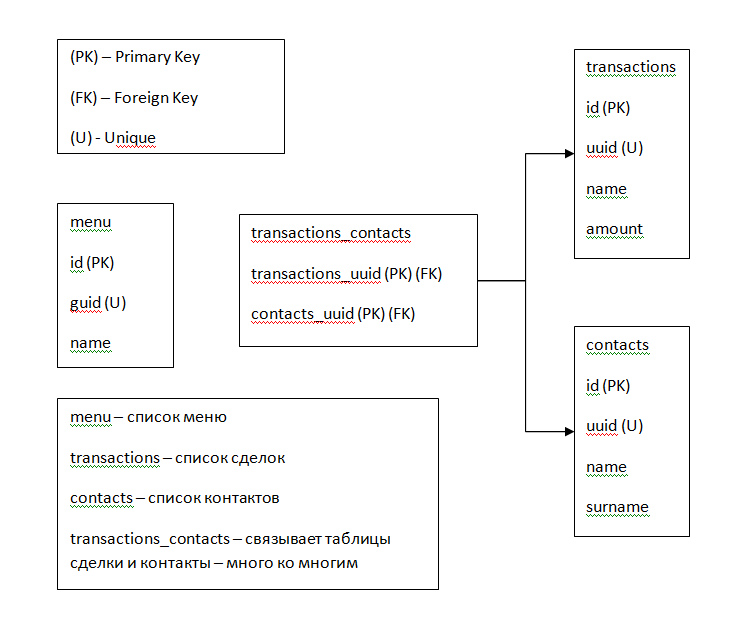 (PK) – Primary Key
(FK) – Foreign Key
(U) - Unique
transactions
id (PK)
uuid (U)
name
amount
menu
id (PK)
guid (U)
name
transactions_contacts
transactions_uuid (PK) (FK)
contacts_uuid (PK) (FK)
contacts
id (PK)
uuid (U)
name
surname
menu – список меню
transactions – список сделок
contacts – список контактов
transactions_contacts – связывает таблицы
сделки и контакты – много ко многим